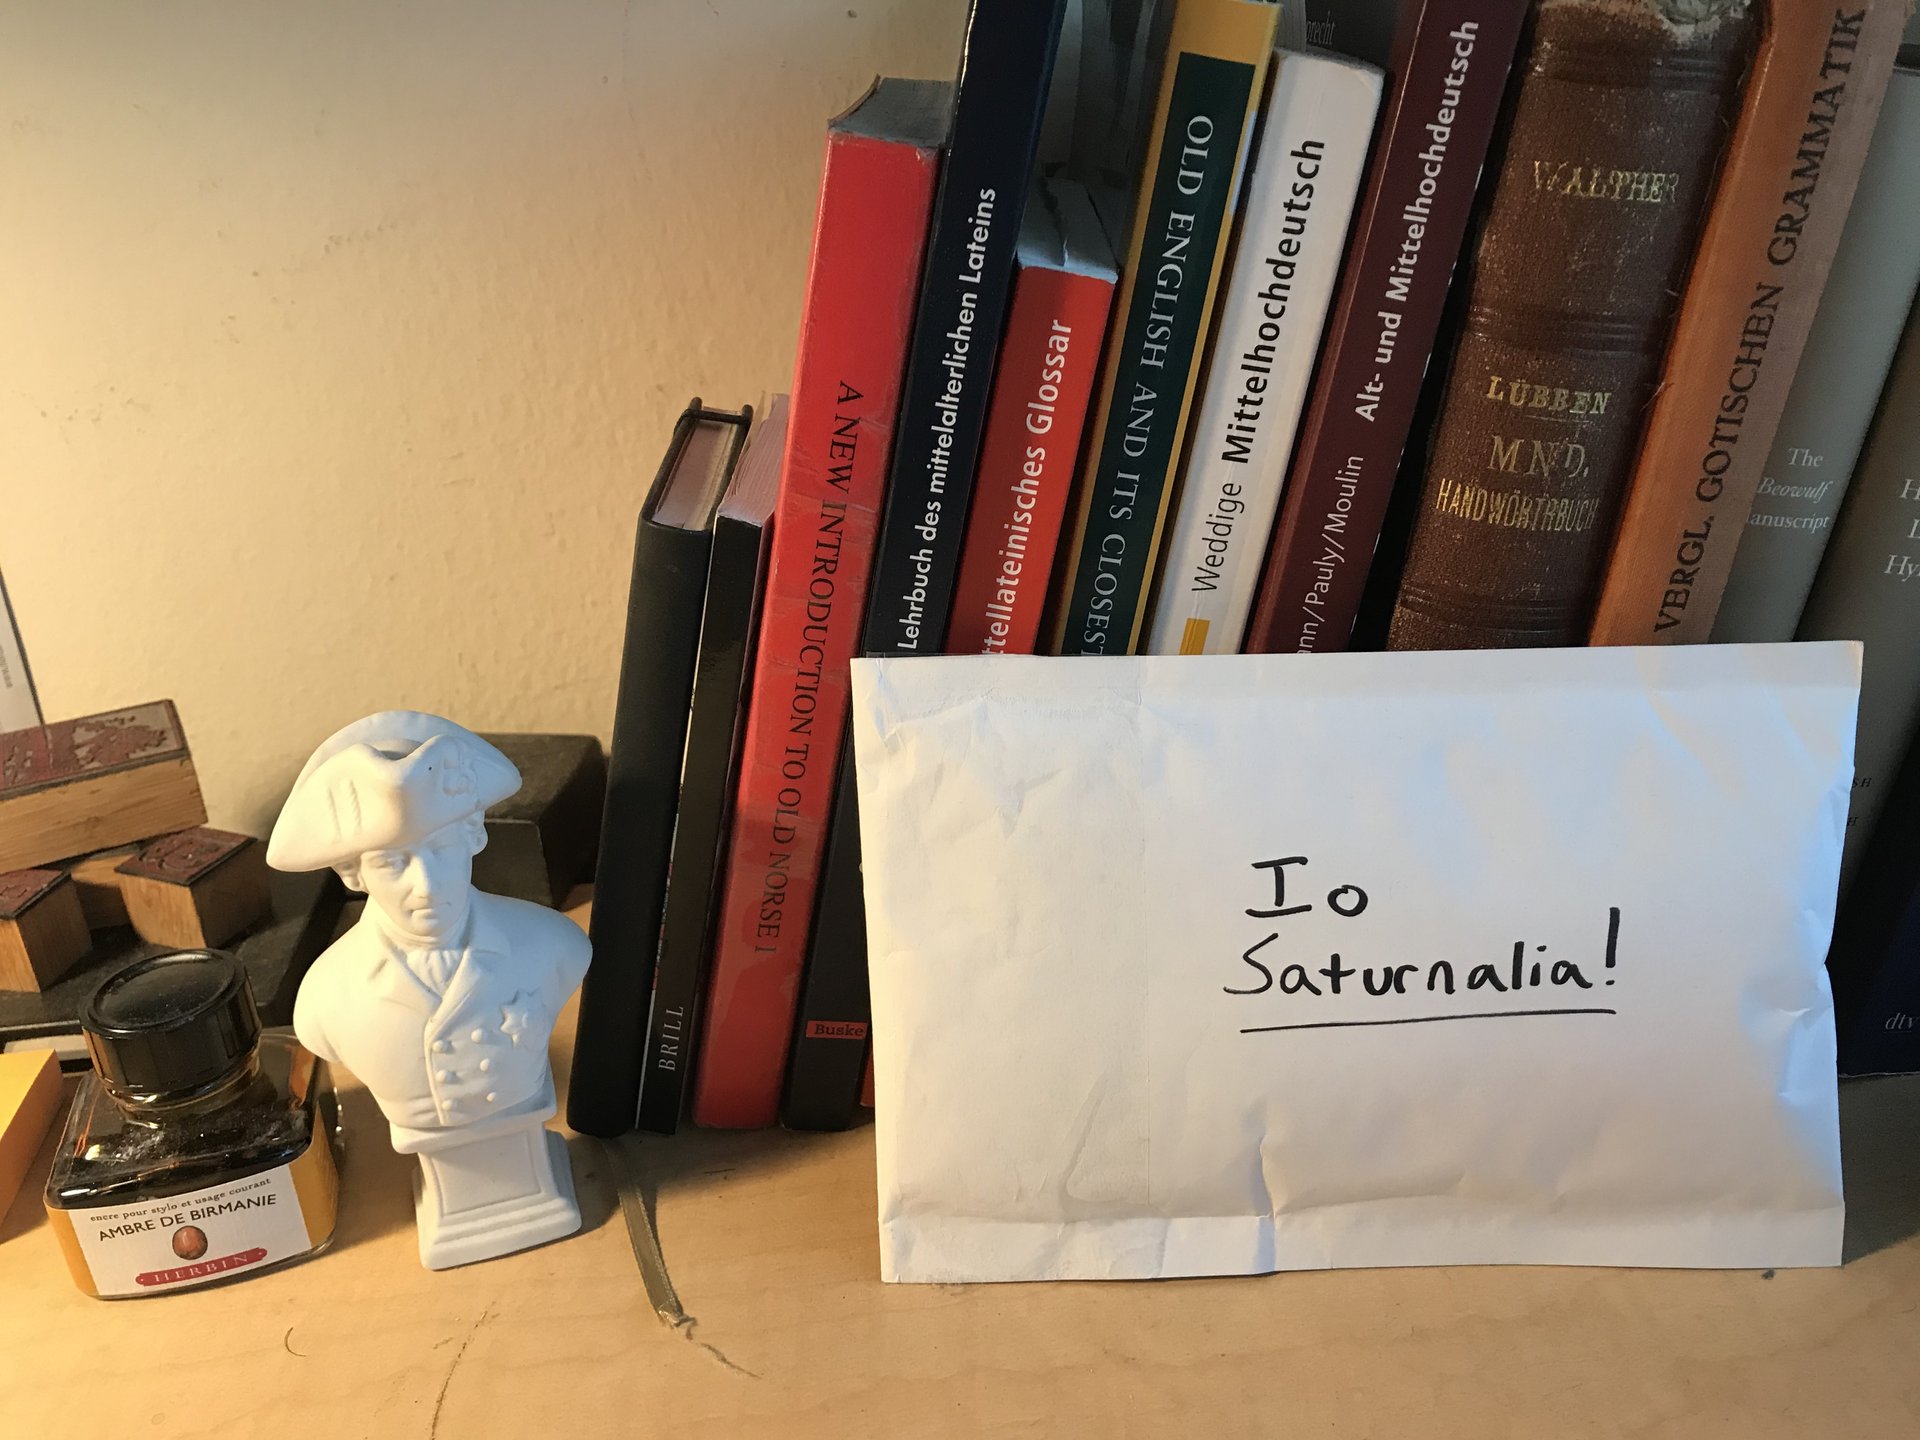 A NEW INTRODUCTION TO OLD NORSE I
Lehrbuch des mittelalterlichen Lateins
Glossar
OLD ENGLISH AND ITS CLOSEST
Weddige Mittelhochdeutsch
Pauly/Moulin Alt- und Mittelhochdeutsch
WALTHER
LÜBBEN
MND.
HANDWÖRTRBUCH
VERGL. GOTISCHEN GRAMMATIK
The
Beowulf
BRILL
Buske
dtv
Io
Saturnalia!
encre pour stylo et usage courant
AMBRE DE BIRMANIE
HERBIN